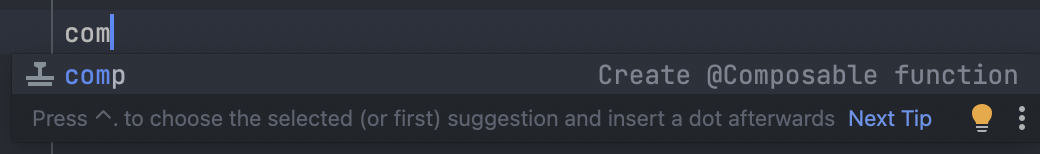 com
comp Create @Composable function
Press ^. to choose the selected (or first) suggestion and insert a dot afterwards Next Tip